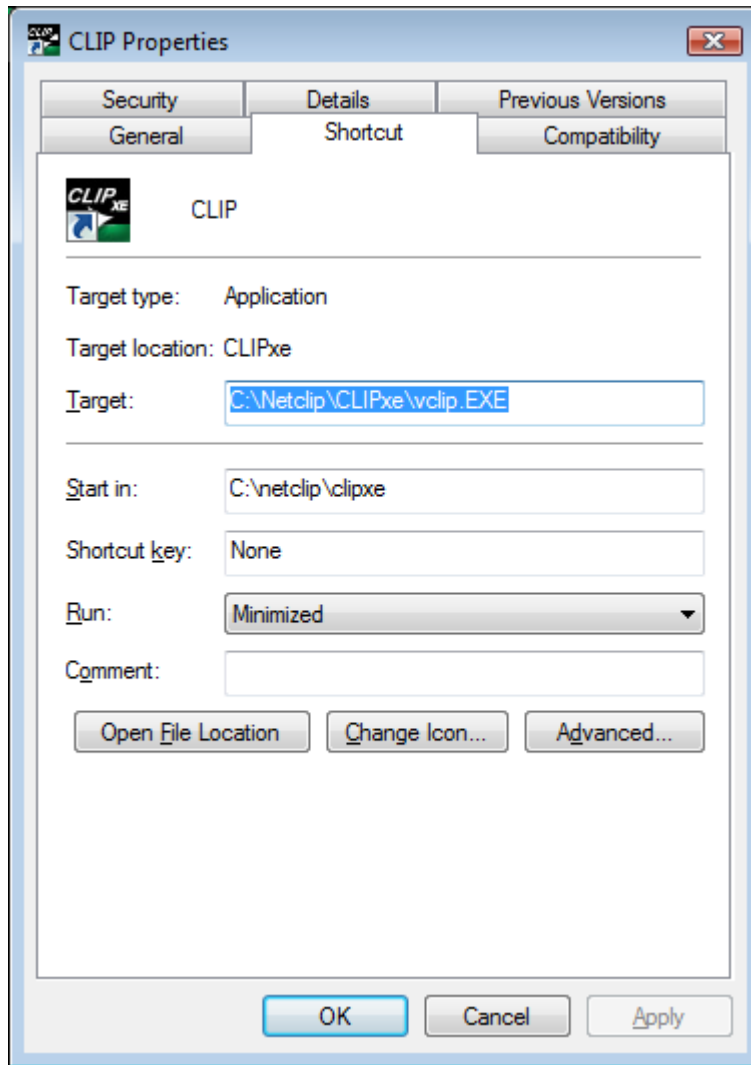 CLIP Properties
Security Details Previous Versions
General Shortcut Compatibility
CLIP XE CLIP
Target type: Application
Target location: CLIPxe
Target: C:\Netclip\CLIPxe\vclip.EXE
Start in: C:\netclip\clipxe
Shortcut key: None
Run: Minimized
Comment:
Open File Location Change Icon... Advanced...
OK Cancel Apply